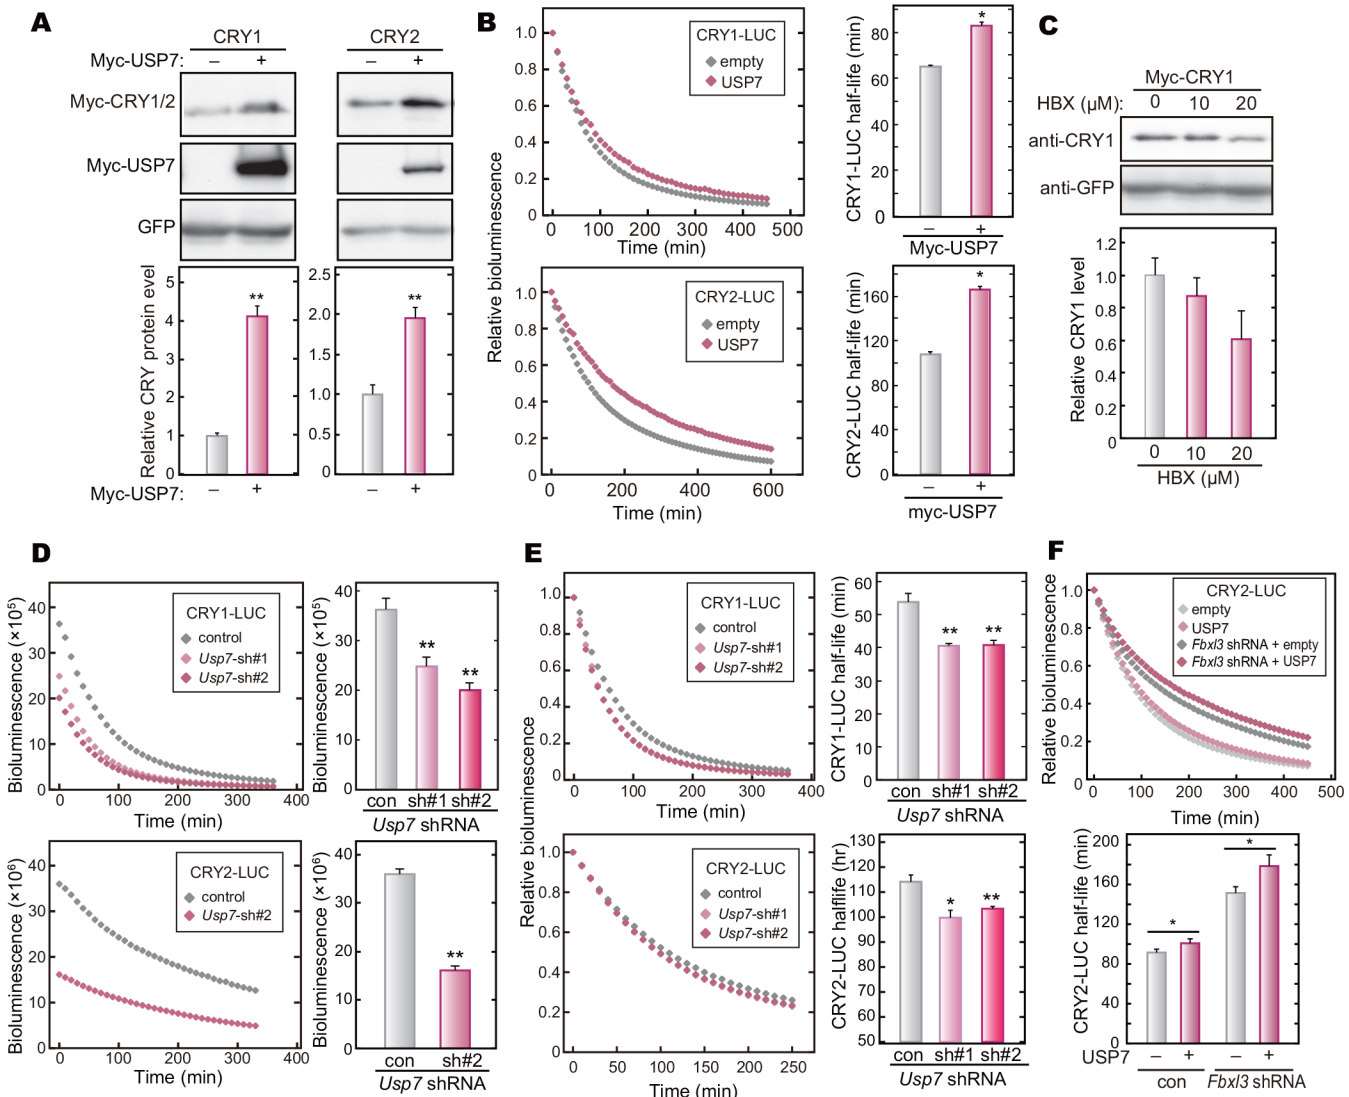 A
CRY1
CRY2
Myc-USP7: – + – +
Myc-CRY1/2
Myc-USP7
GFP
Relative CRY protein evel
5
4
3
2
1
0
2.5
2.0
1.5
1.0
0.5
0
**
**
Myc-USP7: – + – +
B
Relative bioluminescence
1.0
0.8
0.6
0.4
0.2
0
CRY1-LUC
empty
USP7
0 100 200 300 400 500
Time (min)
CRY1-LUC half-life (min)
80
60
40
20
0
*
– +
Myc-USP7
1.0
0.8
0.6
0.4
0.2
0
CRY2-LUC
empty
USP7
0 200 400 600
Time (min)
CRY2-LUC half-life (min)
160
120
80
40
0
*
– +
myc-USP7
C
Myc-CRY1
HBX (µM): 0 10 20
anti-CRY1
anti-GFP
Relative CRY1 level
1.2
1.0
0.8
0.6
0.4
0.2
0
0 10 20
HBX (µM)
D
Bioluminescence (×10⁵)
40
30
20
10
0
CRY1-LUC
control
Usp7-sh#1
Usp7-sh#2
0 100 200 300 400
Time (min)
Bioluminescence (×10⁵)
40
30
20
10
0
**
**
con sh#1 sh#2
Usp7 shRNA
Bioluminescence (×10⁶)
40
30
20
10
0
CRY2-LUC
control
Usp7-sh#2
0 100 200 300 400
Time (min)
Bioluminescence (×10⁶)
40
30
20
10
0
**
con sh#2
Usp7 shRNA
E
Relative bioluminescence
1.0
0.8
0.6
0.4
0.2
0
CRY1-LUC
control
Usp7-sh#1
Usp7-sh#2
0 100 200 300 400
Time (min)
CRY1-LUC half-life (min)
60
50
40
30
20
10
0
** **
con sh#1 sh#2
Usp7 shRNA
1.0
0.8
0.6
0.4
0.2
0
CRY2-LUC
control
Usp7-sh#1
Usp7-sh#2
0 50 100 150 200 250
Time (min)
CRY2-LUC halflife (hr)
130
120
110
100
90
80
70
60
50
* **
con sh#1 sh#2
Usp7 shRNA
F
Relative bioluminescence
1.0
0.8
0.6
0.4
0.2
0
CRY2-LUC
empty
USP7
Fbxl3 shRNA + empty
Fbxl3 shRNA + USP7
0 100 200 300 400 500
Time (min)
CRY2-LUC half-life (min)
200
160
120
80
40
0
*
*
USP7 – + – +
con Fbxl3 shRNA